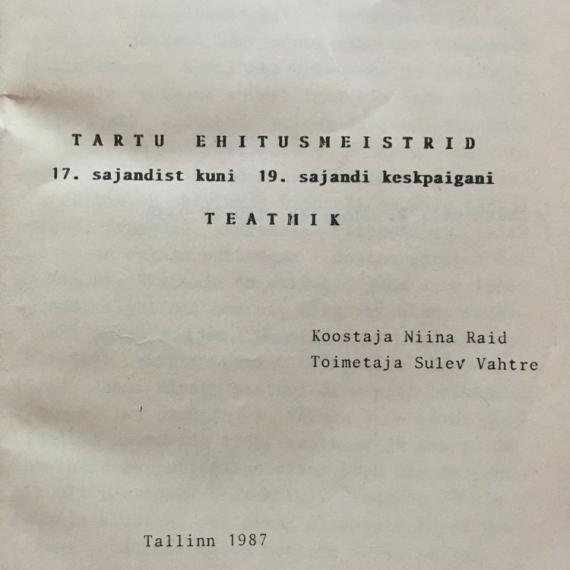 TARTU EHITUSMEISTRID
17. sajandist kuni 19. sajandi keskpaigani
TEATMIK
Koostaja Niina Raid
Toimetaja Sulev Vahtre
Tallinn 1987